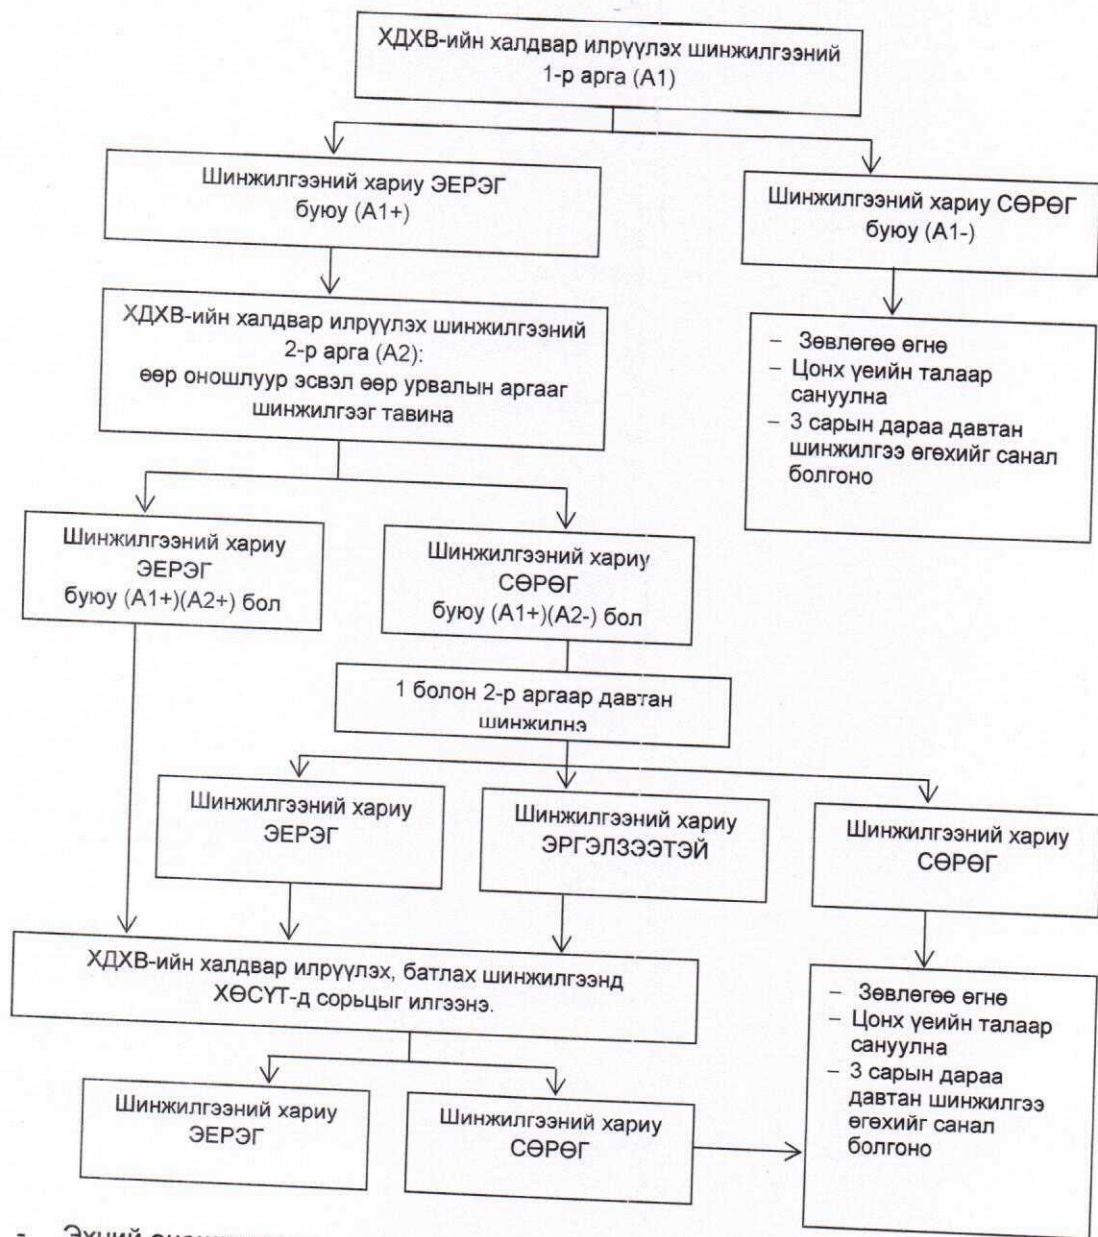 ХДХВ-ийн халдвар илрүүлэх шинжилгээний
1-р арга (А1)
Шинжилгээний хариу ЭЕРЭГ
буюу (А1+)
Шинжилгээний хариу СӨРӨГ
буюу (А1-)
ХДХВ-ийн халдвар илрүүлэх шинжилгээний
2-р арга (А2):
өөр оношлуур эсвэл өөр урвалын аргааг
шинжилгээг тавина
– Зөвлөгөө өгнө
– Цонх үеийн талаар
сануулна
– 3 сарын дараа давтан
шинжилгээ өгөхийг санал
болгоно
Шинжилгээний хариу
ЭЕРЭГ
буюу (А1+)(А2+) бол
Шинжилгээний хариу
СӨРӨГ
буюу (А1+)(А2-) бол
1 болон 2-р аргаар давтан
шинжилнэ
Шинжилгээний хариу
ЭЕРЭГ
Шинжилгээний хариу
ЭРГЭЛЗЭЭТЭЙ
Шинжилгээний хариу
СӨРӨГ
ХДХВ-ийн халдвар илрүүлэх, батлах шинжилгээнд
ХӨСҮТ-д сорьцыг илгээнэ.
– Зөвлөгөө өгнө
– Цонх үеийн талаар
сануулна
– 3 сарын дараа
давтан шинжилгээ
өгөхийг санал
болгоно
Шинжилгээний хариу
ЭЕРЭГ
Шинжилгээний хариу
СӨРӨГ
- Эхний